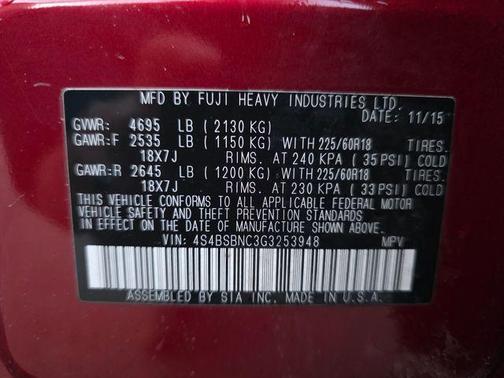 MFD BY FUJI HEAVY INDUSTRIES LTD.
DATE: 11/15
GVWR: 4695 LB ( 2130 KG)
GAWR:F 2535 LB ( 1150 KG) WITH 225/60R18 TIRES.
18X7J RIMS. AT 240 KPA ( 35 PSI) COLD
GAWR:R 2645 LB ( 1200 KG) WITH 225/60R18 TIRES.
18X7J RIMS. AT 230 KPA ( 33 PSI) COLD
THIS VEHICLE CONFORMS TO ALL APPLICABLE FEDERAL MOTOR
VEHICLE SAFETY AND THEFT PREVENTION STANDARDS IN EFFECT ON THE
DATE OF MANUFACTURE SHOWN ABOVE.
VIN: 4S4BSBNC3G3253948 MPV
ASSEMBLED BY SIA INC. MADE IN U.S.A.